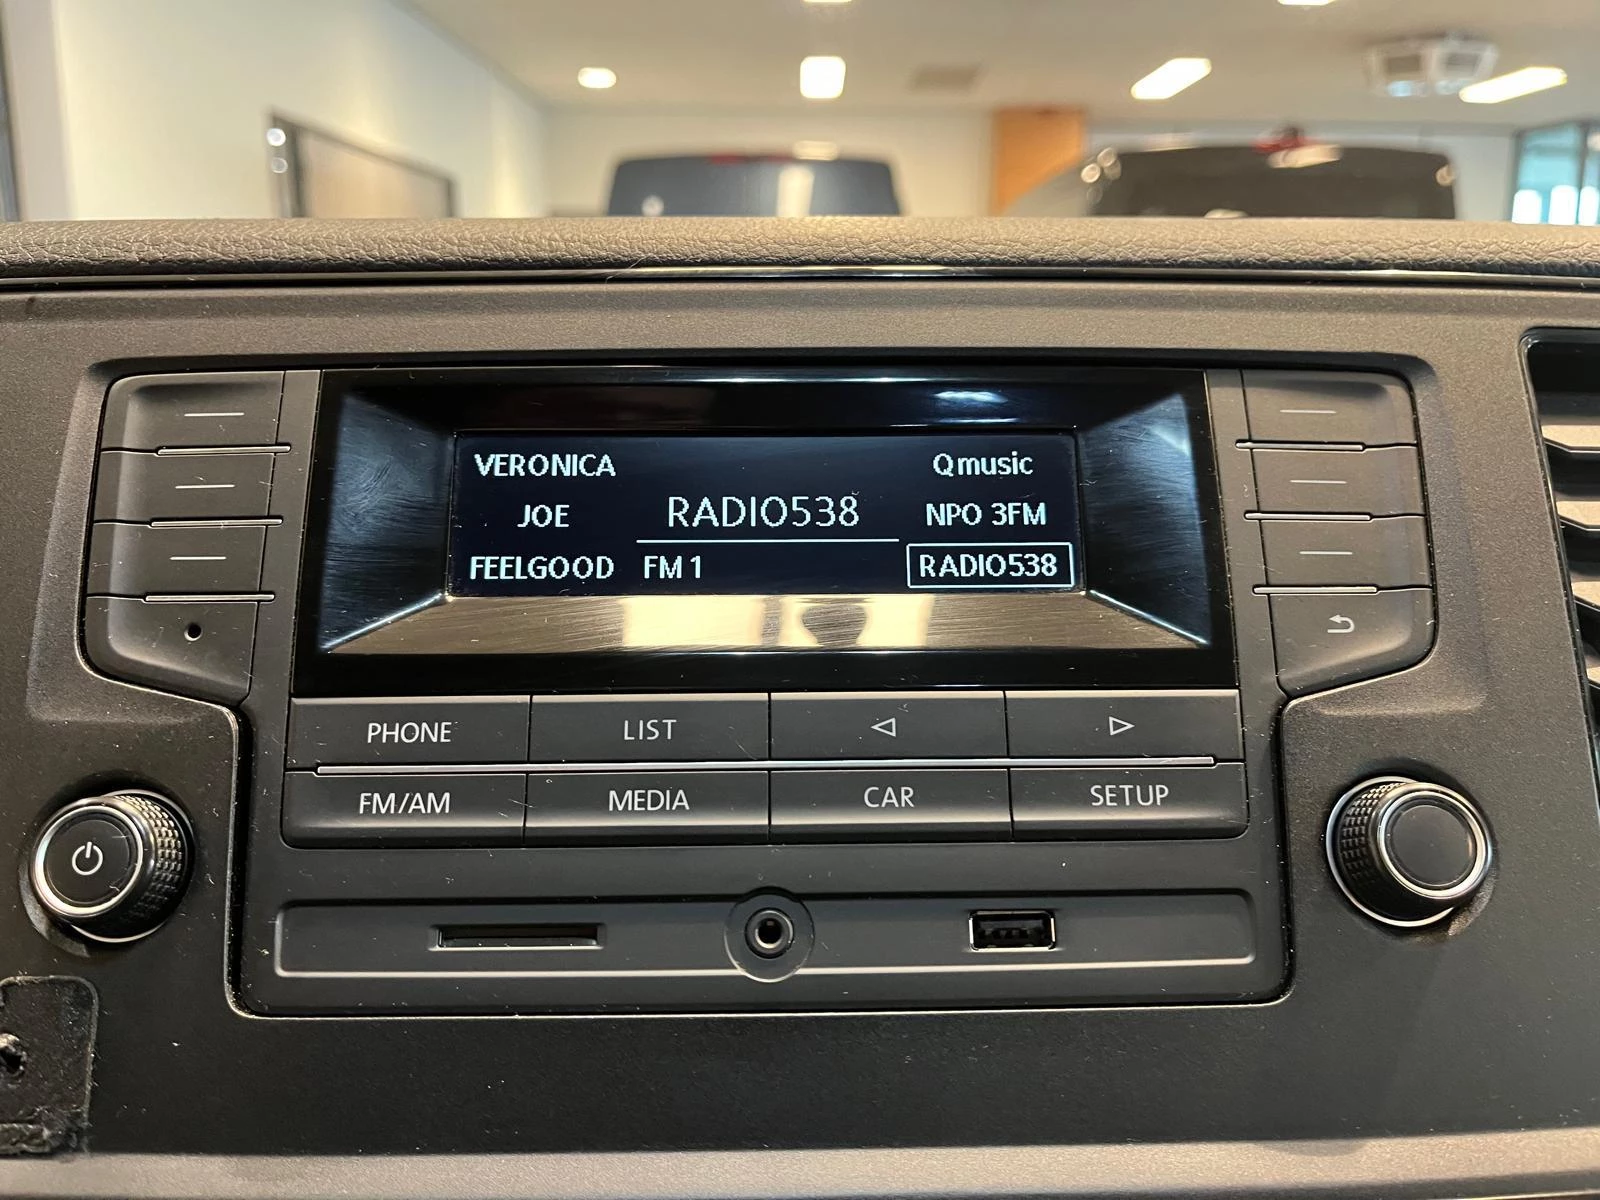 VERONICA
Qmusic
JOE
RADIO538
NPO 3FM
FEELGOOD
FM 1
RADIO538
PHONE
LIST
FM/AM
MEDIA
CAR
SETUP